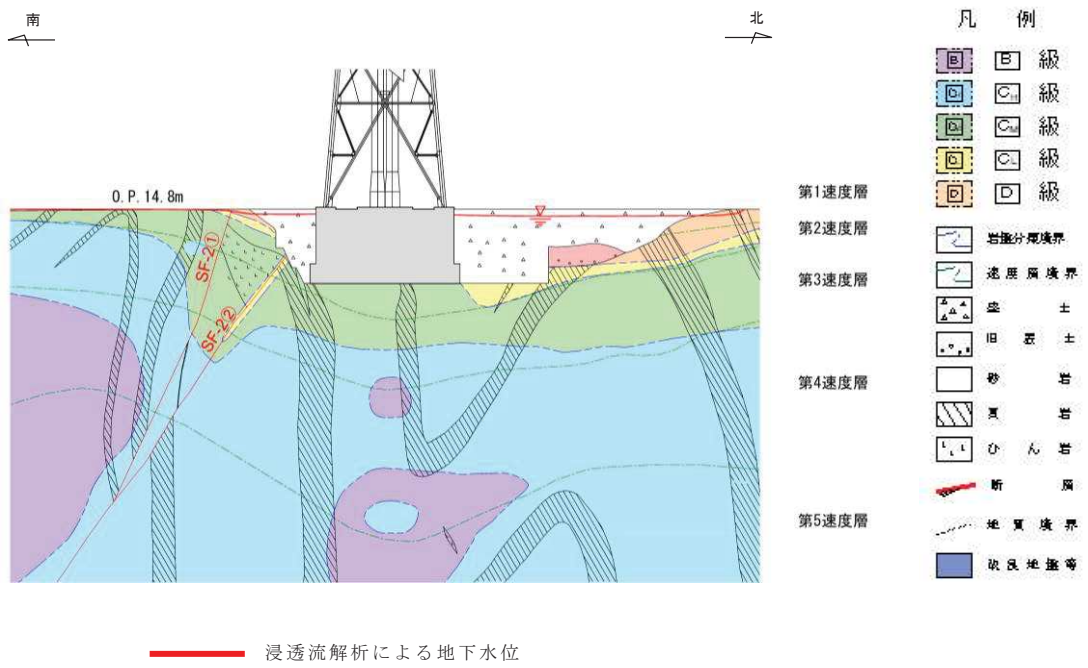 南
北
O.P.14.8m
SF-2①
SF-2②
第1速度層
第2速度層
第3速度層
第4速度層
第5速度層
凡 例
B B 級
CH CH 級
CM CM 級
CL 級
D D 級
岩盤分類境界
速度層境界
盛 土
旧 表 土
砂 岩
頁 岩
ひ ん 岩
断 層
地質境界
改良地盤等
浸透流解析による地下水位